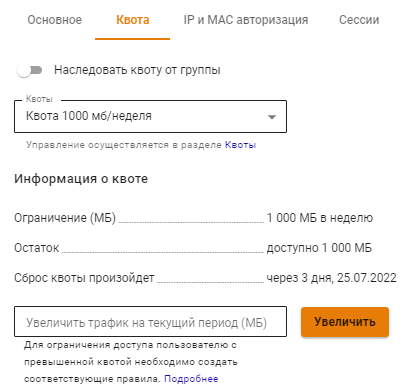 Основное Квота IP и MAC авторизация Сессии
Наследовать квоту от группы
Квоты
Квота 1000 мб/неделя
Управление осуществляется в разделе Квоты
Информация о квоте
Ограничение (МБ) 1 000 МБ в неделю
Остаток доступно 1 000 МБ
Сброс квоты произойдет через 3 дня, 25.07.2022
Увеличить трафик на текущий период (МБ) Увеличить
Для ограничения доступа пользователю с
превышенной квотой необходимо создать
соответствующие правила. Подробнее